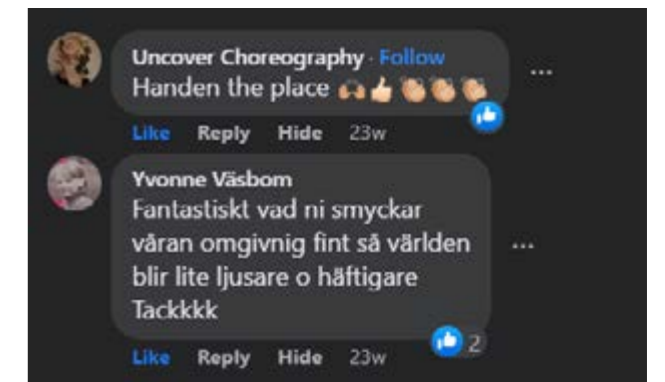 Uncover Choreography · Follow
Handen the place 🙌🏽👍🏼👏🏼👏🏼👏🏼
...
Like Reply Hide 23w
Yvonne Väsbom
Fantastiskt vad ni smyckar
våran omgivnig fint så världen
...
blir lite ljusare o häftigare
Tackkkk
2
Like Reply Hide 23w